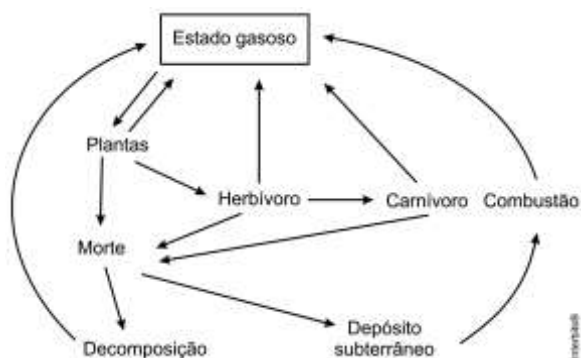 Estado gasoso
Plantas
Herbívoro
Carnívoro
Combustão
Morte
Decomposição
Depósito
subterrâneo